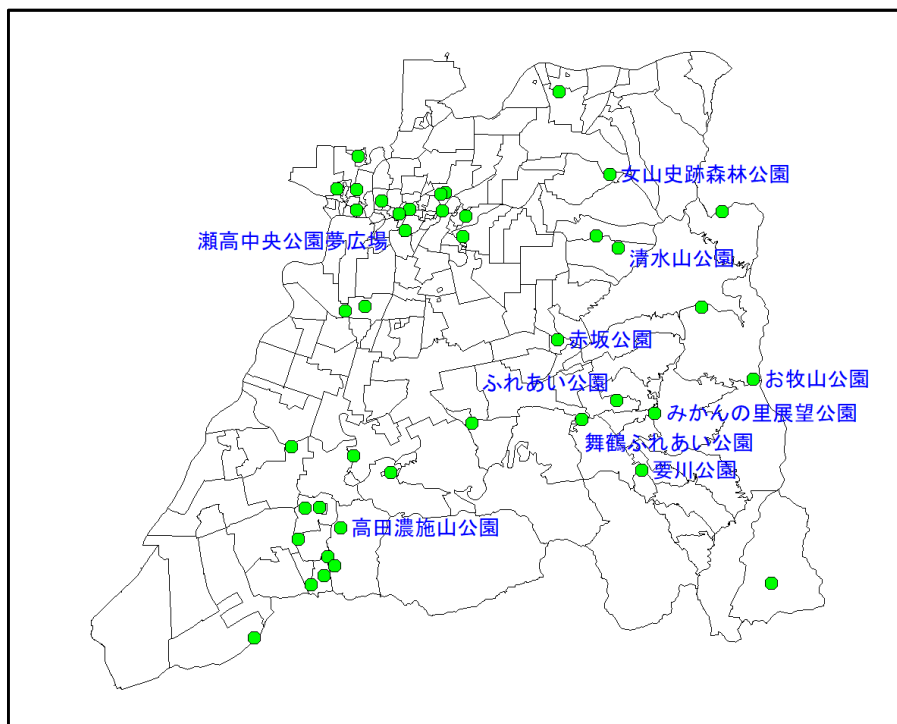 女山史跡森林公園
瀬高中央公園夢広場
清水山公園
赤坂公園
ふれあい公園
お牧山公園
みかんの里展望公園
舞鶴ふれあい公園
要川公園
高田濃施山公園